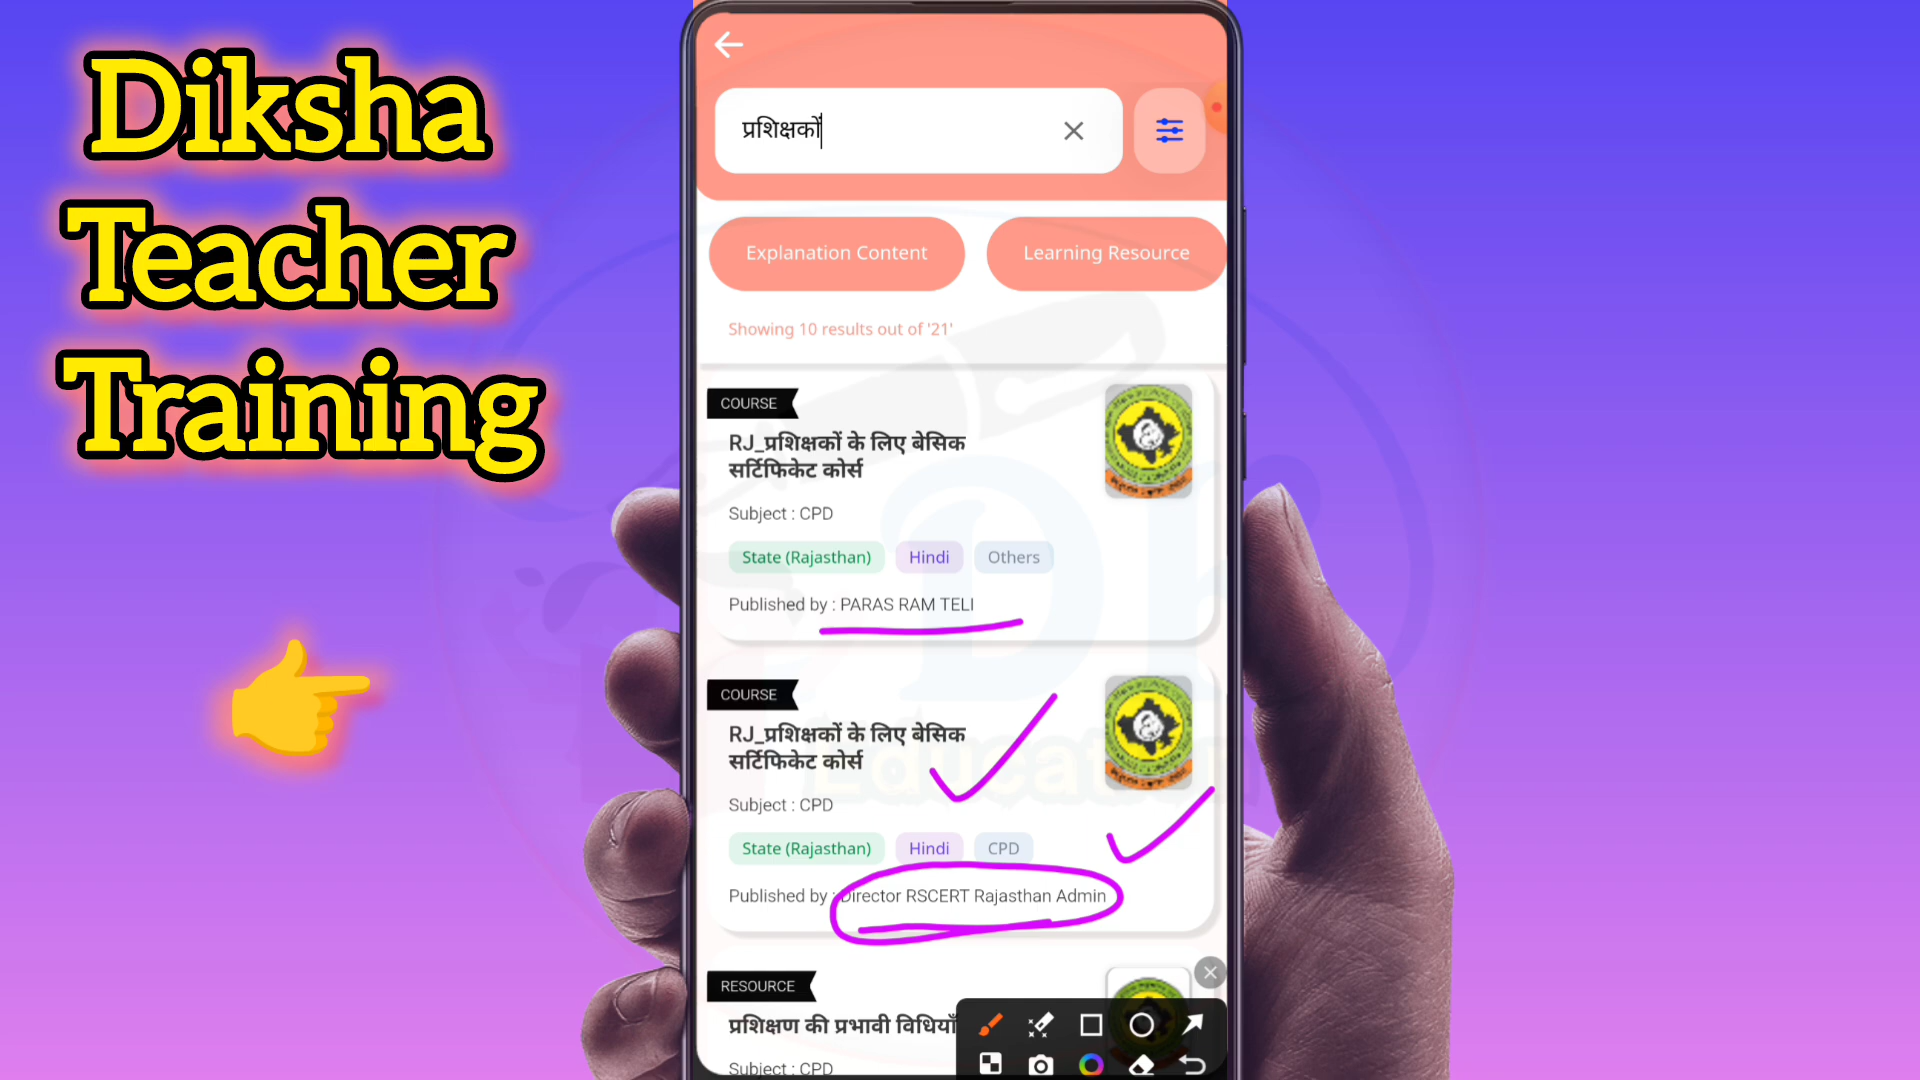 Diksha
Teacher
Training
प्रशिक्षकों
Explanation Content
Learning Resource
Showing 10 results out of '21'
COURSE
RJ_प्रशिक्षकों के लिए बेसिक
सर्टिफिकेट कोर्स
Subject : CPD
State (Rajasthan) Hindi Others
Published by : PARAS RAM TELI
COURSE
RJ_प्रशिक्षकों के लिए बेसिक
सर्टिफिकेट कोर्स
Subject : CPD
State (Rajasthan) Hindi CPD
Published by : Director RSCERT Rajasthan Admin
RESOURCE
प्रशिक्षण की प्रभावी विधियाँ
Subject : CPD